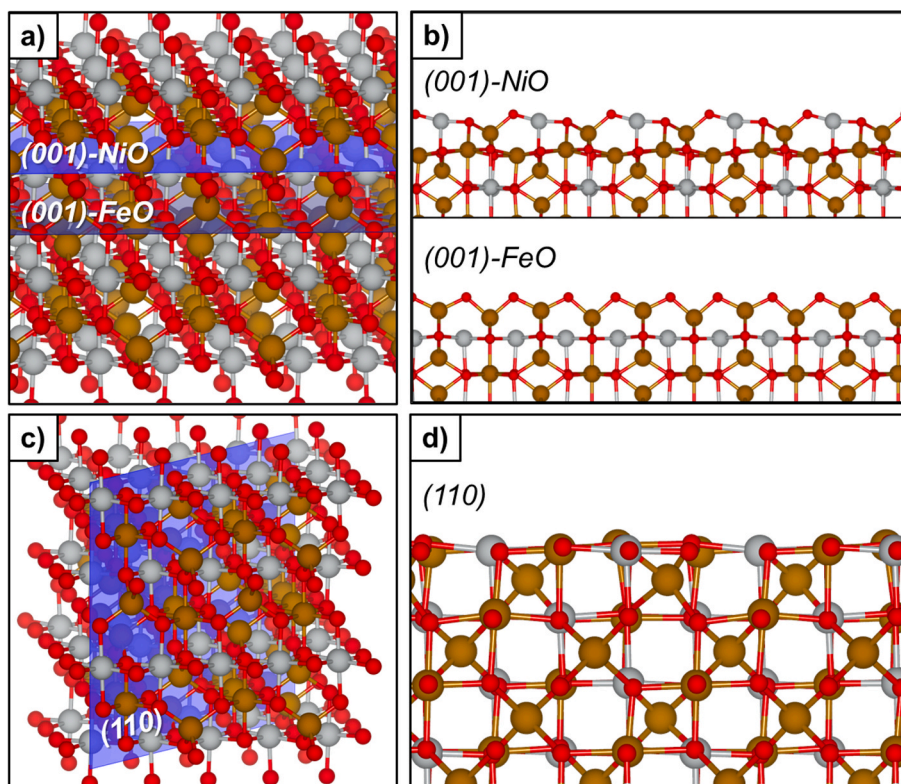 a)
(001)-NiO
(001)-FeO
b)
(001)-NiO
(001)-FeO
c)
(110)
d)
(110)